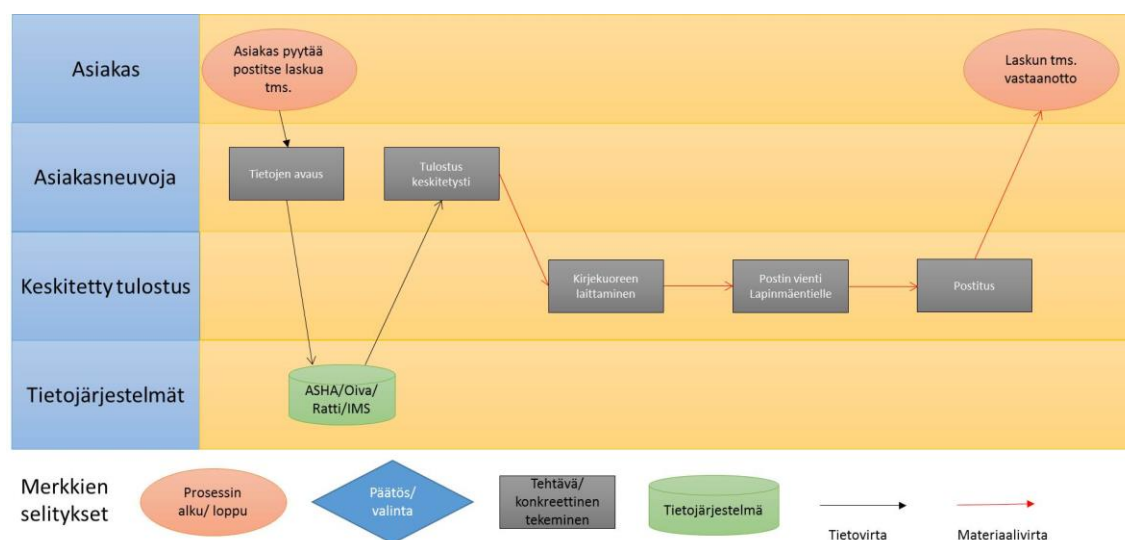 Asiakas
Asiakas pyytää
postitse laskua
tms.
Laskun tms.
vastaanotto
Asiakasneuvoja
Tietojen avaus
Tulostus
keskitetysti
Keskitetty tulostus
Kirjekuoreen
laittaminen
Postin vienti
Lapinmäentielle
Postitus
Tietojärjestelmät
ASHA/Oiva/
Ratti/IMS
Merkkien
selitykset
Prosessin
alku/ loppu
Päätös/
valinta
Tehtävä/
konkreettinen
tekeminen
Tietojärjestelmä
Tietovirta
Materiaalivirta